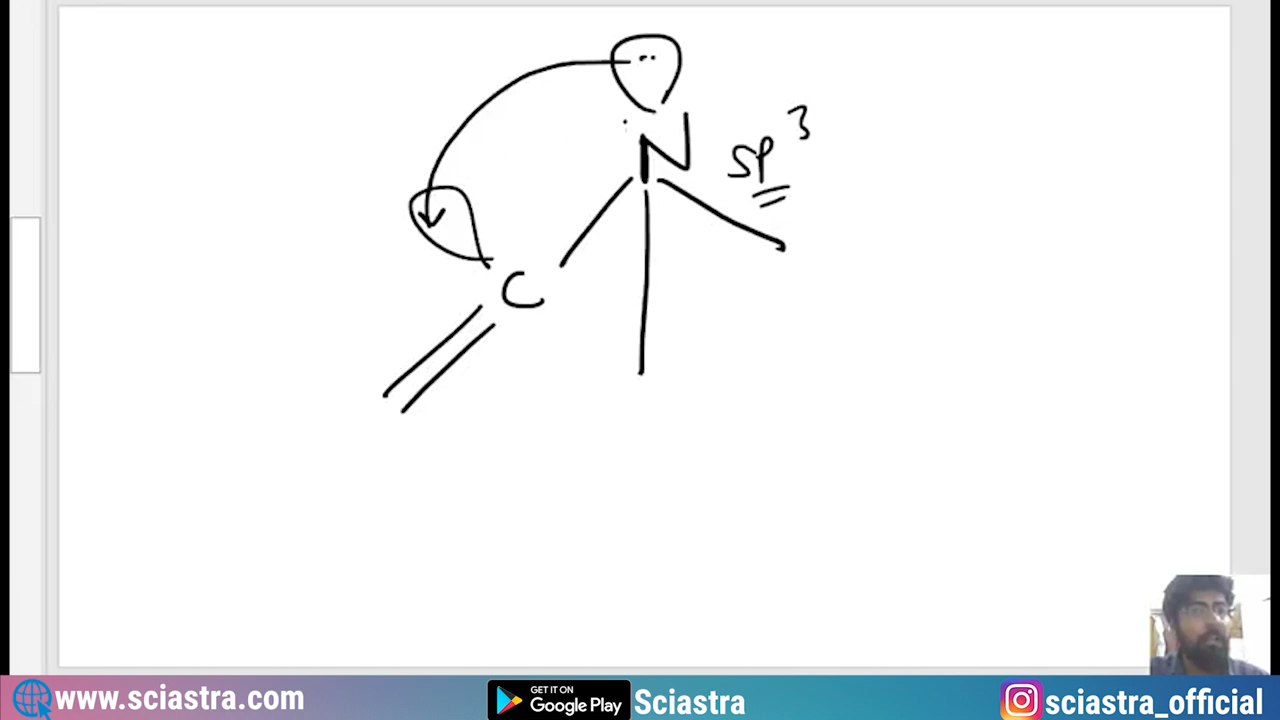 N
SP3
C
www.sciastra.com
GET IT ON
Google Play
Sciastra
sciastra_official